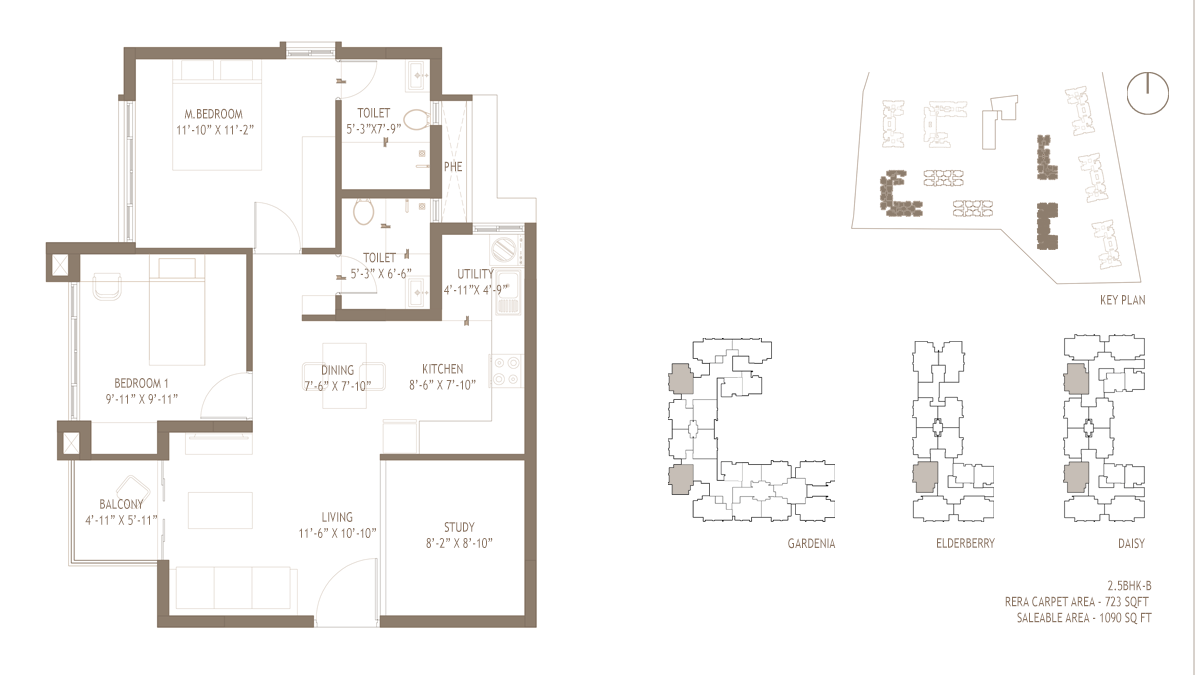 M.BEDROOM
11'-10" X 11'-2"
TOILET
5'-3"X7'-9"
PHE
TOILET
5'-3" X 6'-6"
UTILITY
4'-11"X 4'-9"
BEDROOM 1
9'-11" X 9'-11"
DINING
7'-6" X 7'-10"
KITCHEN
8'-6" X 7'-10"
BALCONY
4'-11" X 5'-11"
LIVING
11'-6" X 10'-10"
STUDY
8'-2" X 8'-10"
KEY PLAN
GARDENIA
ELDERBERRY
DAISY
2.5BHK-B
RERA CARPET AREA - 723 SQFT
SALEABLE AREA - 1090 SQ FT